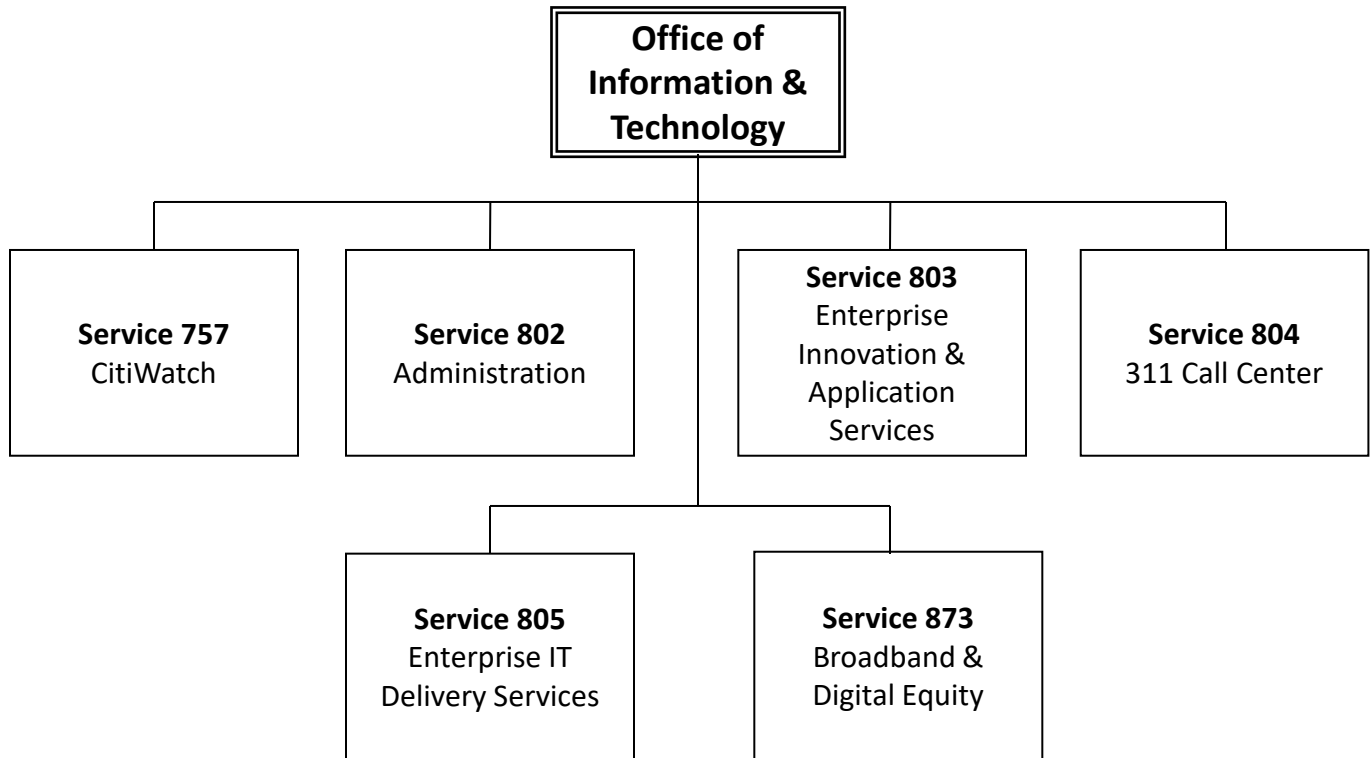 Office of
Information &
Technology
Service 757
CitiWatch
Service 802
Administration
Service 803
Enterprise
Innovation &
Application
Services
Service 804
311 Call Center
Service 805
Enterprise IT
Delivery Services
Service 873
Broadband &
Digital Equity